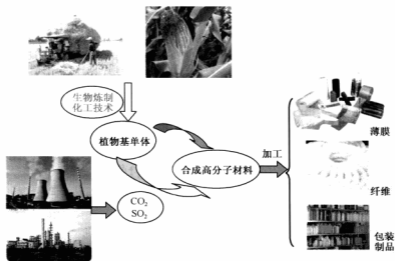 生物炼制
化工技术
植物基单体
合成高分子材料
加工
CO₂
SO₂
薄膜
纤维
包装
制品